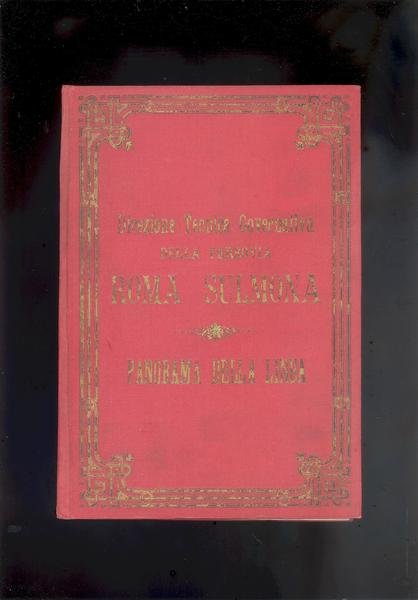 Direzione Tecnica Governativa
DELLA FERROVIA
ROMA SULMONA
PANORAMA DELLA LINEA